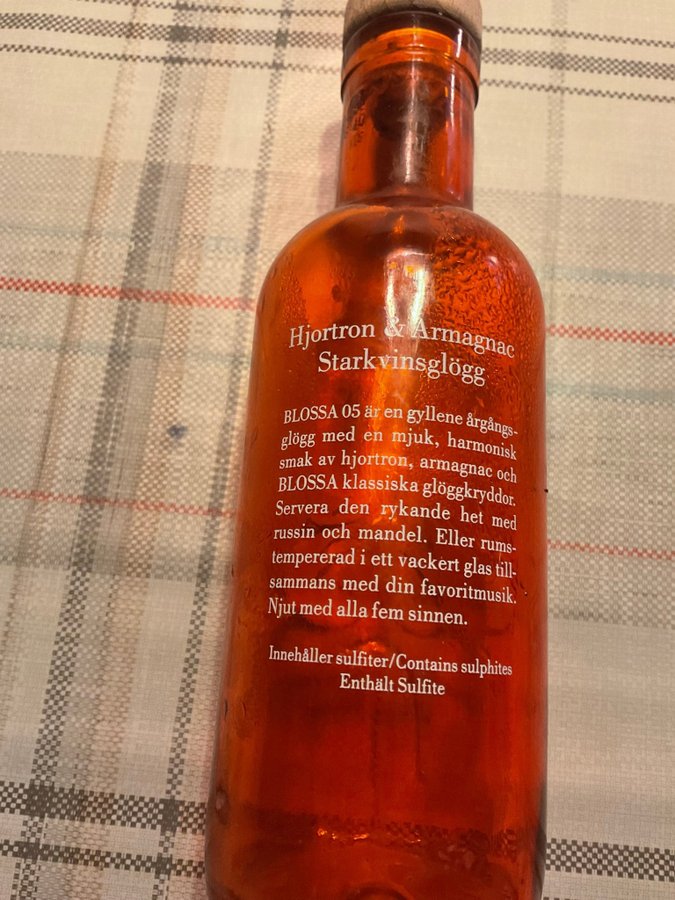 Hjortron & Armagnac
Starkvinsglögg
BLOSSA 05 är en gyllene årgångs-
glögg med en mjuk, harmonisk
smak av hjortron, armagnac och
BLOSSA klassiska glöggkryddor.
Servera den rykande het med
russin och mandel. Eller rums-
tempererad i ett vackert glas till-
sammans med din favoritmusik.
Njut med alla fem sinnen.
Innehåller sulfiter/Contains sulphites
Enthält Sulfite